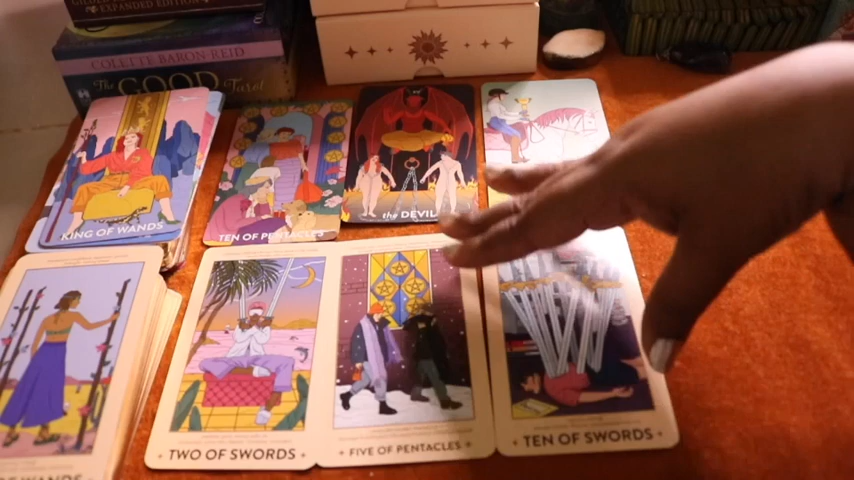 EXPANDED EDITION
COLETTE BARON-REID
The GOOD Tarot
KING OF WANDS
TEN OF PENTACLES
the DEVIL
TWO OF SWORDS
FIVE OF PENTACLES
TEN OF SWORDS
WANDS